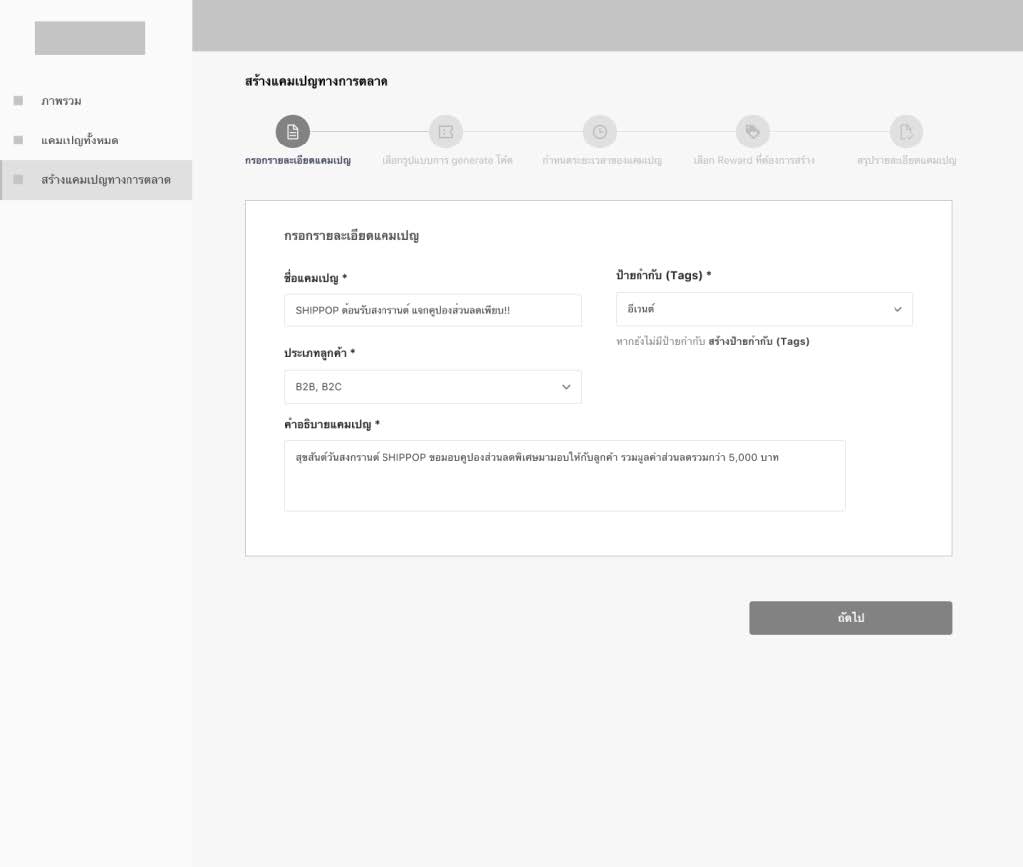 สร้างแคมเปญทางการตลาด
ภาพรวม
แคมเปญทั้งหมด
สร้างแคมเปญทางการตลาด
กรอกรายละเอียดแคมเปญ
เลือกรูปแบบการ generate โค้ด
กำหนดระยะเวลาของแคมเปญ
เลือก Reward ที่ต้องการสร้าง
สรุปรายละเอียดแคมเปญ
กรอกรายละเอียดแคมเปญ
ชื่อแคมเปญ *
SHIPPOP ต้อนรับสงกรานต์ แจกคูปองส่วนลดเพียบ!!
ป้ายกำกับ (Tags) *
อีเวนต์
หากยังไม่มีป้ายกำกับ สร้างป้ายกำกับ (Tags)
ประเภทลูกค้า *
B2B, B2C
คำอธิบายแคมเปญ *
สุขสันต์วันสงกรานต์ SHIPPOP ขอมอบคูปองส่วนลดพิเศษมามอบให้กับลูกค้า รวมมูลค่าส่วนลดรวมกว่า 5,000 บาท
ถัดไป